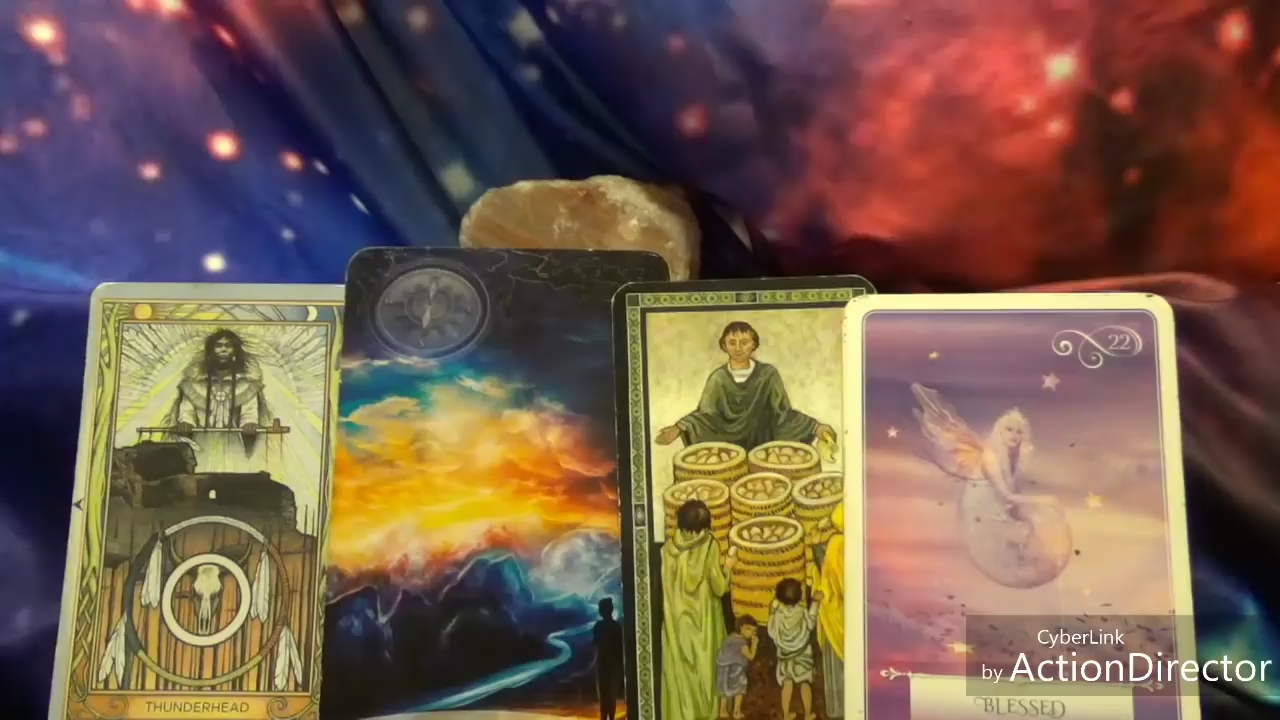 22
THUNDERHEAD
BLESSED
CyberLink
by ActionDirector